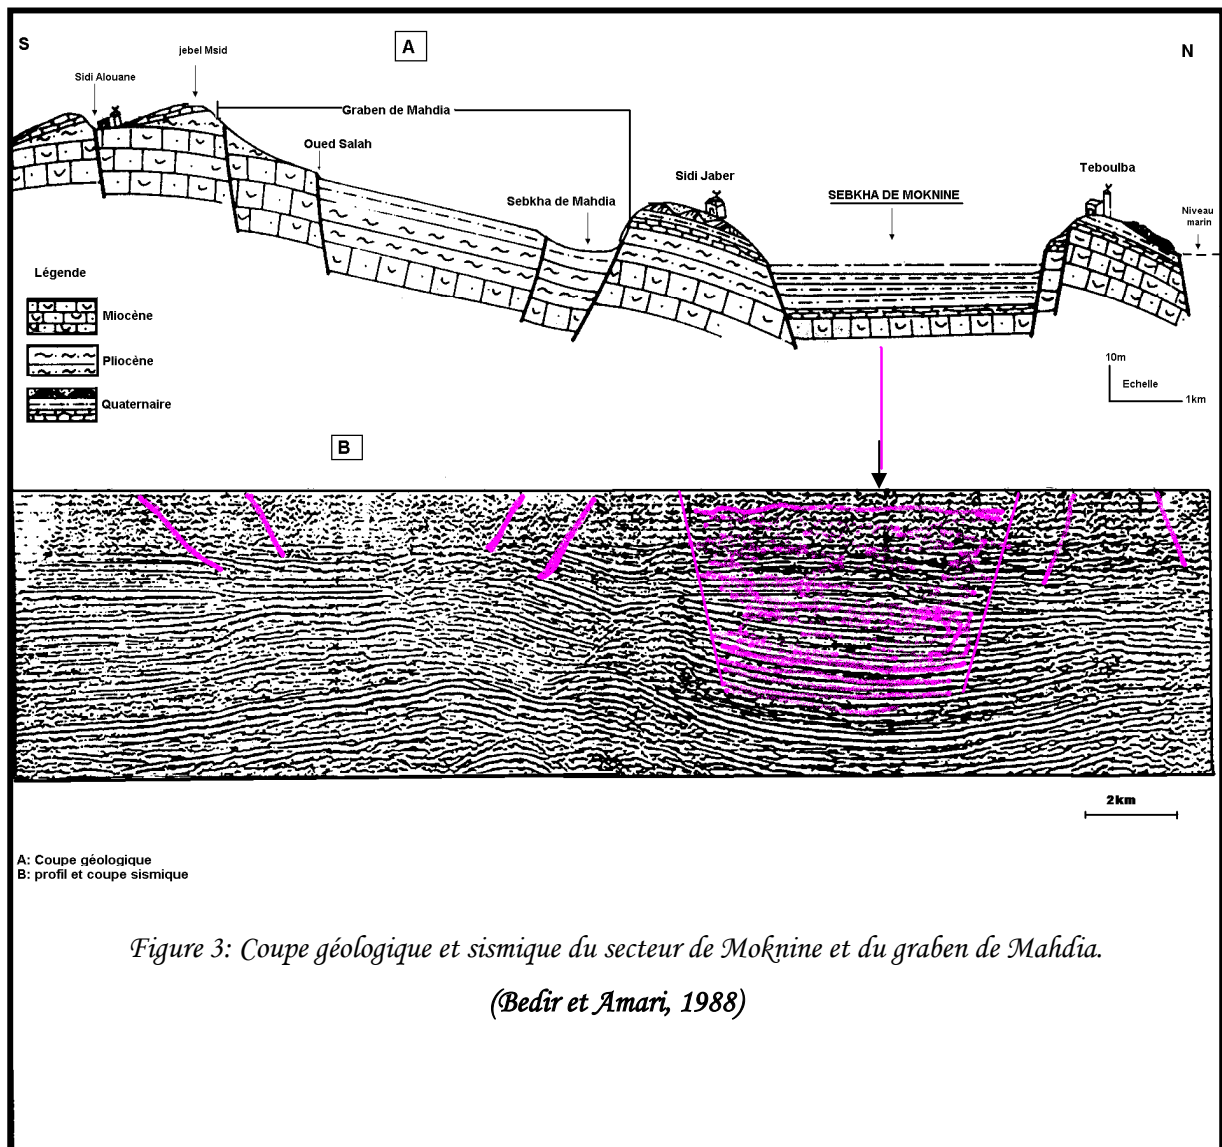 S
A
N
jebel Msid
Sidi Alouane
Graben de Mahdia
Oued Salah
Sidi Jaber
Teboulba
Sebkha de Mahdia
SEBKHA DE MOKNINE
Niveau
marin
Légende
Miocène
Pliocène
Quaternaire
10m
Echelle
1km
B
2km
A: Coupe géologique
B: profil et coupe sismique
Figure 3: Coupe géologique et sismique du secteur de Moknine et du graben de Mahdia.
(Bedir et Amari, 1988)